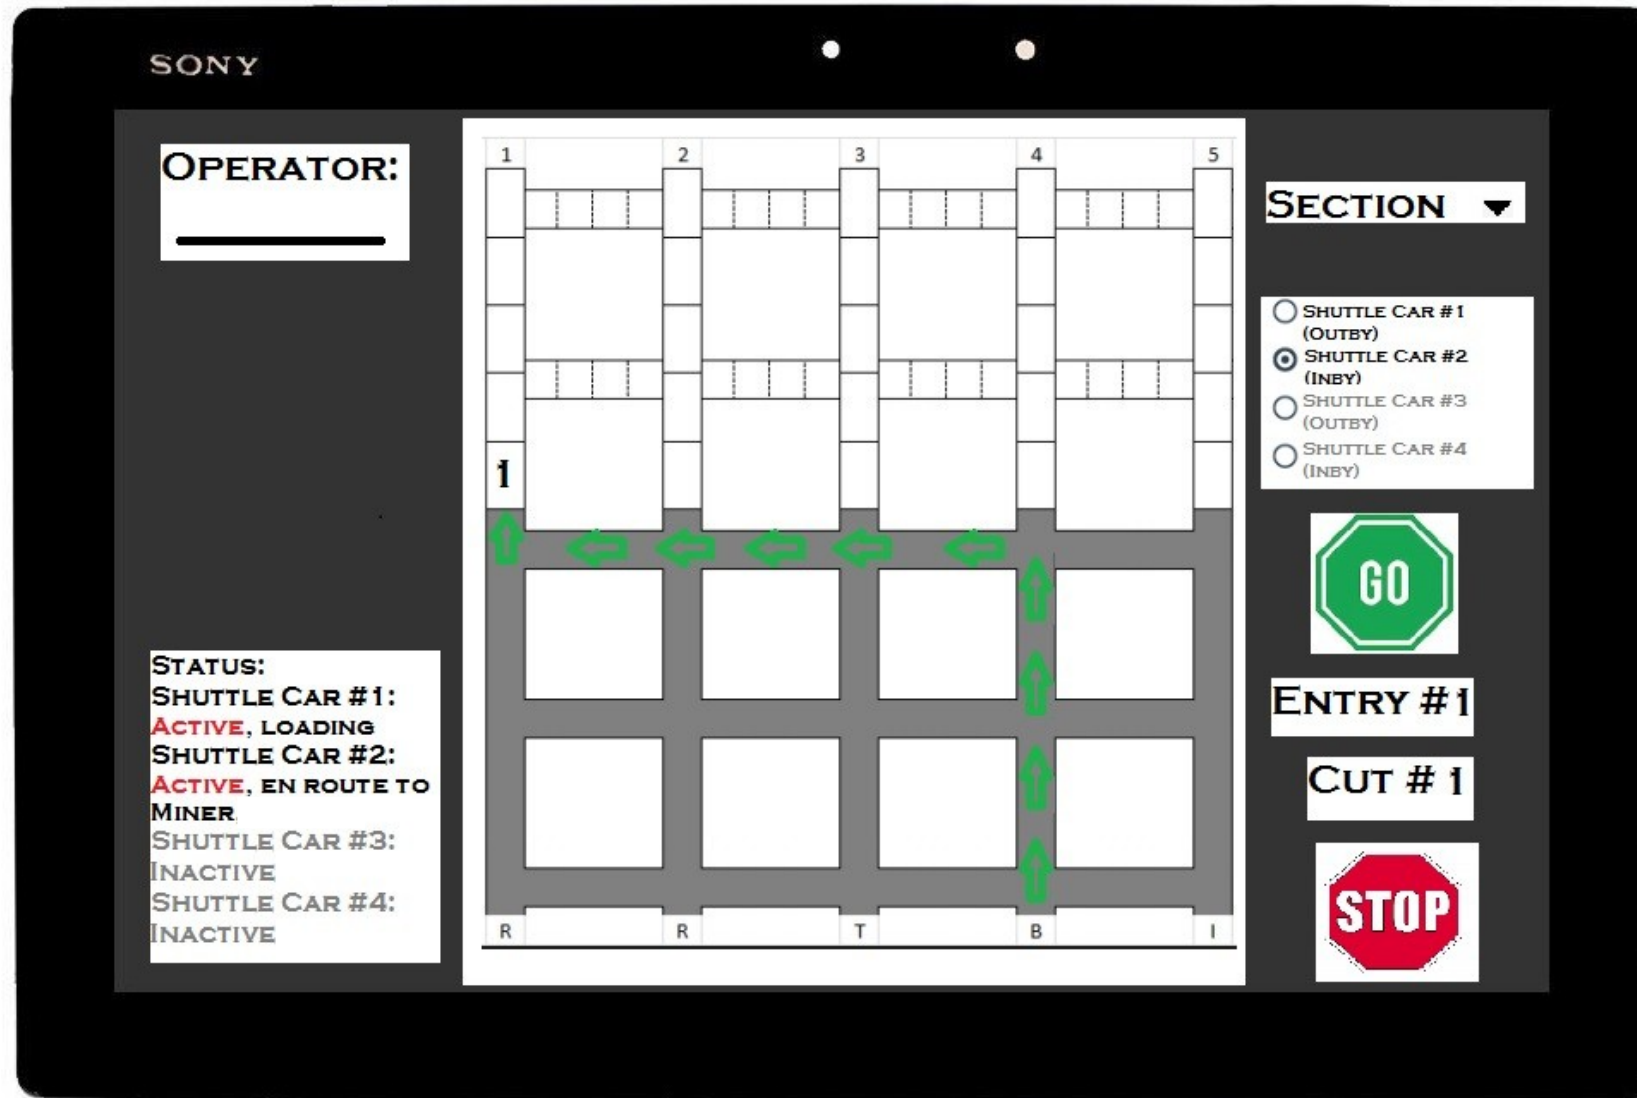 SONY
OPERATOR:
1 2 3 4 5
SECTION
SHUTTLE CAR #1
(OUTBY)
SHUTTLE CAR #2
(INBY)
SHUTTLE CAR #3
(OUTBY)
SHUTTLE CAR #4
(INBY)
1
GO
ENTRY #1
CUT # 1
STOP
STATUS:
SHUTTLE CAR #1:
ACTIVE, LOADING
SHUTTLE CAR #2:
ACTIVE, EN ROUTE TO
MINER
SHUTTLE CAR #3:
INACTIVE
SHUTTLE CAR #4:
INACTIVE
R R T B I